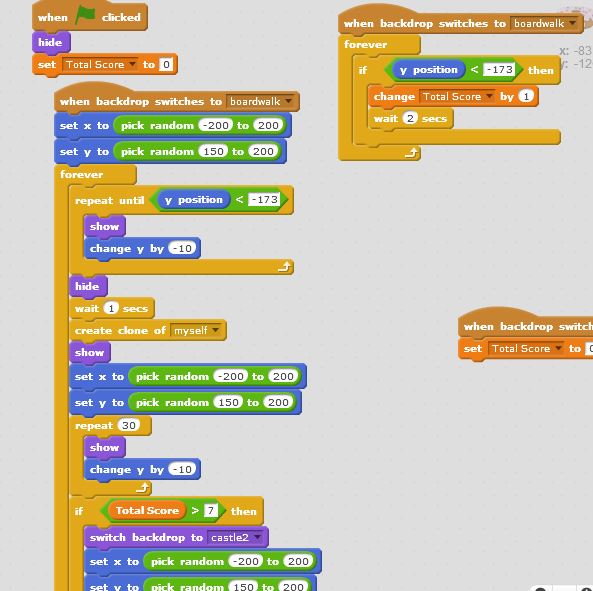 when clicked
hide
set Total Score to 0
when backdrop switches to boardwalk
set x to pick random -200 to 200
set y to pick random 150 to 200
forever
repeat until y position < -173
show
change y by -10
hide
wait 1 secs
create clone of myself
show
set x to pick random -200 to 200
set y to pick random 150 to 200
repeat 30
show
change y by -10
if Total Score > 7 then
switch backdrop to castle2
set x to pick random -200 to 200
set y to pick random 150 to 200
when backdrop switches to boardwalk
forever
if y position < -173 then
change Total Score by 1
wait 2 secs
x: -83
y: -12
when backdrop switch
set Total Score to 0